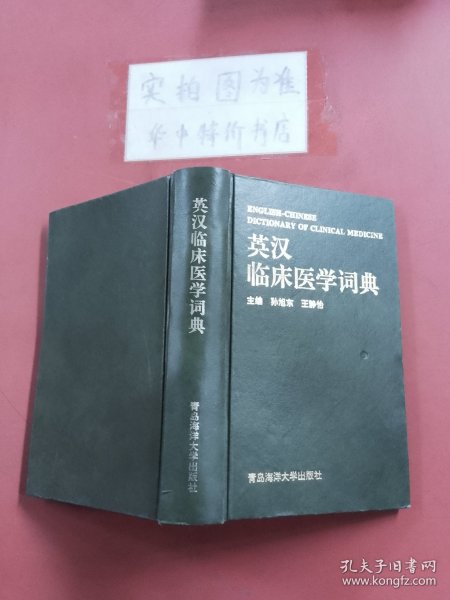 实拍图为准
华中特价书店
ENGLISH-CHINESE
DICTIONARY OF CLINICAL MEDICINE
英汉
临床医学词典
主编 孙旭东 王静怡
青岛海洋大学出版社
英汉临床医学词典
青岛海洋大学出版社
孔夫子旧书网
www.kongfz.com